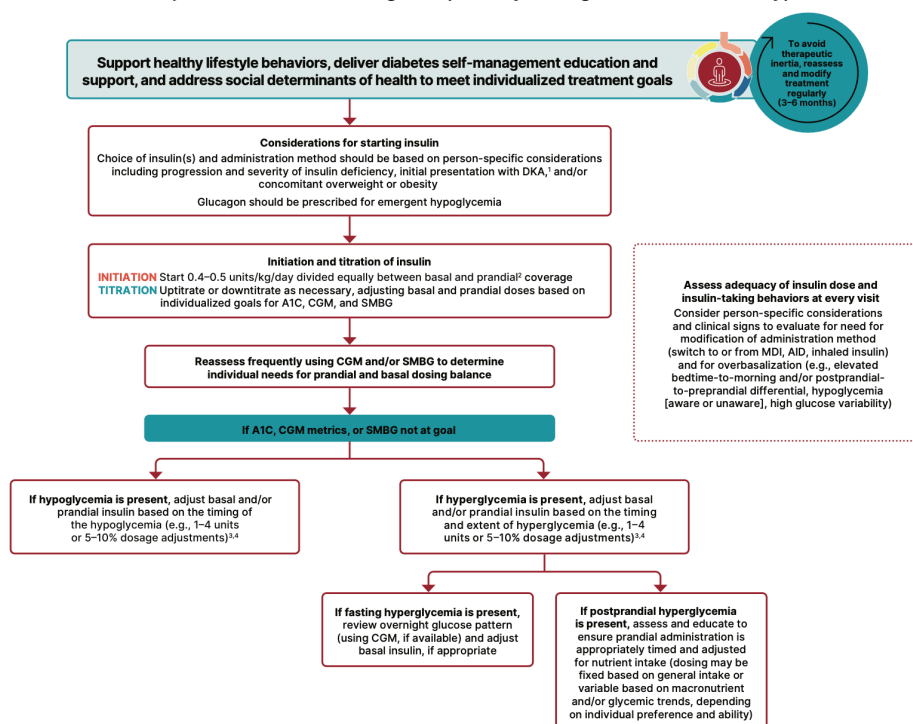 Support healthy lifestyle behaviors, deliver diabetes self-management education and
support, and address social determinants of health to meet individualized treatment goals
To avoid
therapeutic
inertia, reassess
and modify
treatment
regularly
(3–6 months)
Considerations for starting insulin
Choice of insulin(s) and administration method should be based on person-specific considerations
including progression and severity of insulin deficiency, initial presentation with DKA,¹ and/or
concomitant overweight or obesity
Glucagon should be prescribed for emergent hypoglycemia
Initiation and titration of insulin
INITIATION Start 0.4–0.5 units/kg/day divided equally between basal and prandial² coverage
TITRATION Uptitrate or downtitrate as necessary, adjusting basal and prandial doses based on
individualized goals for A1C, CGM, and SMBG
Assess adequacy of insulin dose and
insulin-taking behaviors at every visit
Consider person-specific considerations
and clinical signs to evaluate for need for
modification of administration method
(switch to or from MDI, AID, inhaled insulin)
and for overbasalization (e.g., elevated
bedtime-to-morning and/or postprandial-
to-preprandial differential, hypoglycemia
[aware or unaware], high glucose variability)
Reassess frequently using CGM and/or SMBG to determine
individual needs for prandial and basal dosing balance
If A1C, CGM metrics, or SMBG not at goal
If hypoglycemia is present, adjust basal and/or
prandial insulin based on the timing of
the hypoglycemia (e.g., 1–4 units
or 5–10% dosage adjustments)³,⁴
If hyperglycemia is present, adjust basal
and/or prandial insulin based on the timing
and extent of hyperglycemia (e.g., 1–4
units or 5–10% dosage adjustments)³,⁴
If fasting hyperglycemia is present,
review overnight glucose pattern
(using CGM, if available) and adjust
basal insulin, if appropriate
If postprandial hyperglycemia
is present, assess and educate to
ensure prandial administration is
appropriately timed and adjusted
for nutrient intake (dosing may be
fixed based on general intake or
variable based on macronutrient
and/or glycemic trends, depending
on individual preference and ability)